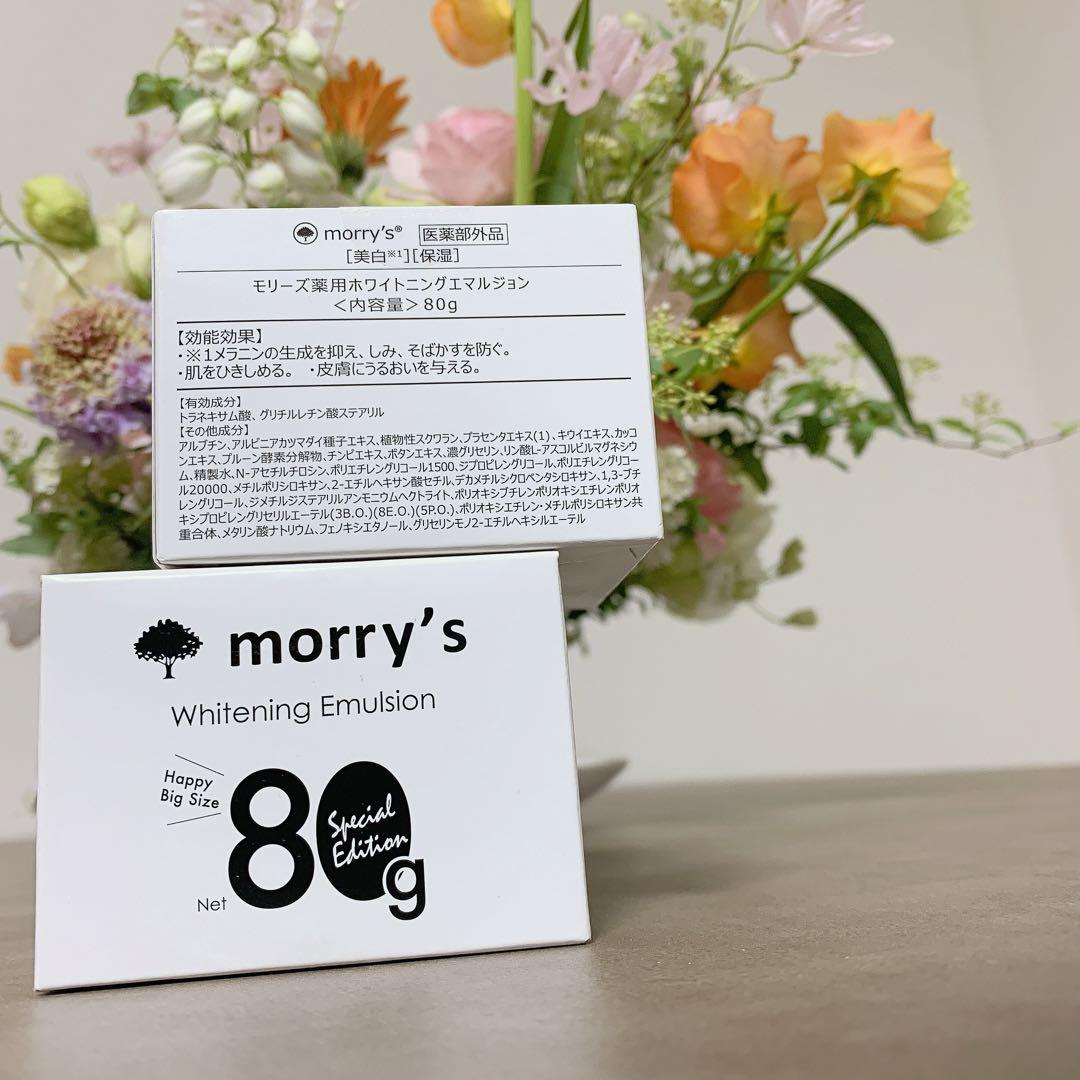 morry's® 医薬部外品
[美白※1][保湿]
モリーズ薬用ホワイトニングエマルジョン
＜内容量＞80g
【効能効果】
・※1メラニンの生成を抑え、しみ、そばかすを防ぐ。
・肌をひきしめる。 ・皮膚にうるおいを与える。
【有効成分】
トラネキサム酸、グリチルレチン酸ステアリル
【その他成分】
アルブチン、アルピニアカツマダイ種子エキス、植物性スクワラン、プラセンタエキス(1)、キウイエキス、カッコ
ンエキス、プルーン酵素分解物、チンピエキス、ボタンエキス、濃グリセリン、リン酸L-アスコルビルマグネシウ
ム、精製水、N-アセチルチロシン、ポリエチレングリコール1500、ジプロピレングリコール、ポリエチレングリコー
ル20000、メチルポリシロキサン、2-エチルヘキサン酸セチル、デカメチルシクロペンタシロキサン、1,3-ブチ
レングリコール、ジメチルジステアリルアンモニウムヘクトライト、ポリオキシブチレンポリオキシエチレンポリオ
キシプロピレングリセリルエーテル(3B.O.)(8E.O.)(5P.O.)、ポリオキシエチレン・メチルポリシロキサン共
重合体、メタリン酸ナトリウム、フェノキシエタノール、グリセリンモノ2-エチルヘキシルエーテル
morry's
Whitening Emulsion
Happy
Big Size
Net 80g
Special
Edition